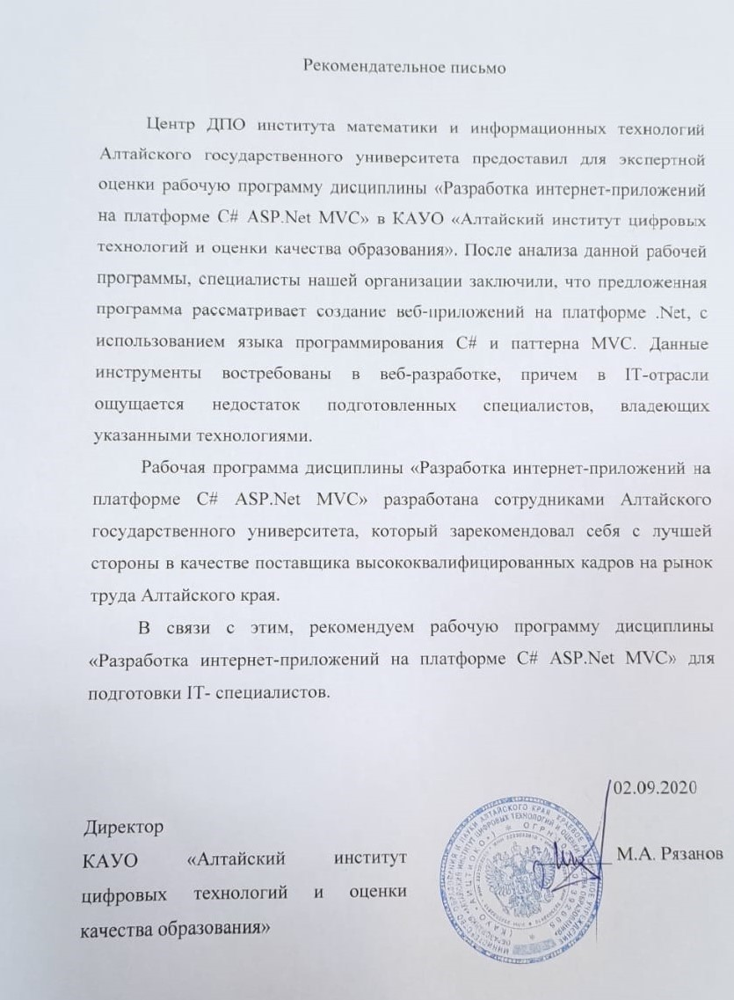 Рекомендательное письмо
Центр ДПО института математики и информационных технологий
Алтайского государственного университета предоставил для экспертной
оценки рабочую программу дисциплины «Разработка интернет-приложений
на платформе C# ASP.Net MVC» в КАУО «Алтайский институт цифровых
технологий и оценки качества образования». После анализа данной рабочей
программы, специалисты нашей организации заключили, что предложенная
программа рассматривает создание веб-приложений на платформе .Net, с
использованием языка программирования C# и паттерна MVC. Данные
инструменты востребованы в веб-разработке, причем в IT-отрасли
ощущается недостаток подготовленных специалистов, владеющих
указанными технологиями.
Рабочая программа дисциплины «Разработка интернет-приложений на
платформе C# ASP.Net MVC» разработана сотрудниками Алтайского
государственного университета, который зарекомендовал себя с лучшей
стороны в качестве поставщика высококвалифицированных кадров на рынок
труда Алтайского края.
В связи с этим, рекомендуем рабочую программу дисциплины
«Разработка интернет-приложений на платформе C# ASP.Net MVC» для
подготовки IT- специалистов.
02.09.2020
Директор
КАУО «Алтайский институт
цифровых технологий и оценки
качества образования»
М.А. Рязанов